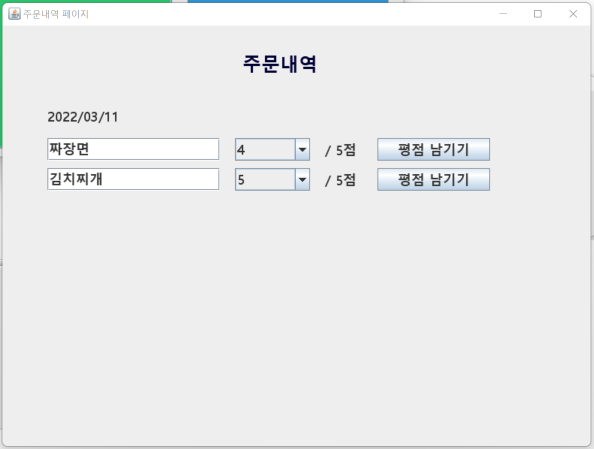 주문내역 페이지
주문내역
2022/03/11
짜장면 4 / 5점 평점 남기기
김치찌개 5 / 5점 평점 남기기